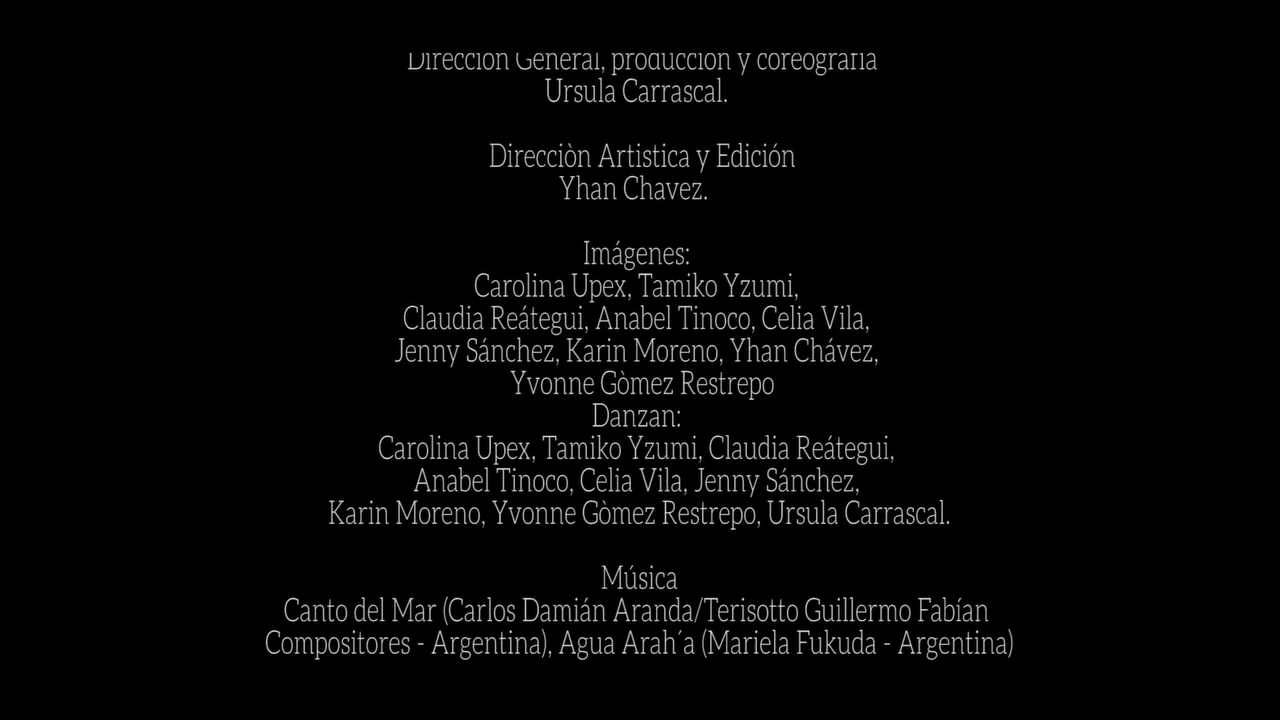 Dirección General, producción y coreografía
Ursula Carrascal.
Direcciòn Artistica y Edición
Yhan Chavez.
Imágenes:
Carolina Upex, Tamiko Yzumi,
Claudia Reátegui, Anabel Tinoco, Celia Vila,
Jenny Sánchez, Karin Moreno, Yhan Chávez,
Yvonne Gòmez Restrepo
Danzan:
Carolina Upex, Tamiko Yzumi, Claudia Reátegui,
Anabel Tinoco, Celia Vila, Jenny Sánchez,
Karin Moreno, Yvonne Gòmez Restrepo, Ursula Carrascal.
Música
Canto del Mar (Carlos Damián Aranda/Terisotto Guillermo Fabían
Compositores - Argentina), Agua Arah´a (Mariela Fukuda - Argentina)